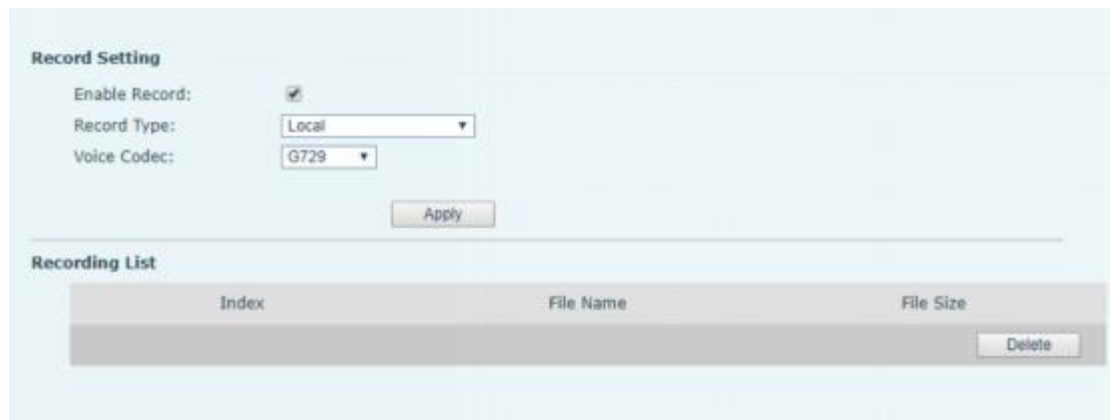 Record Setting
Enable Record:
Record Type: Local
Voice Codec: G729
Apply
Recording List
Index File Name File Size
Delete